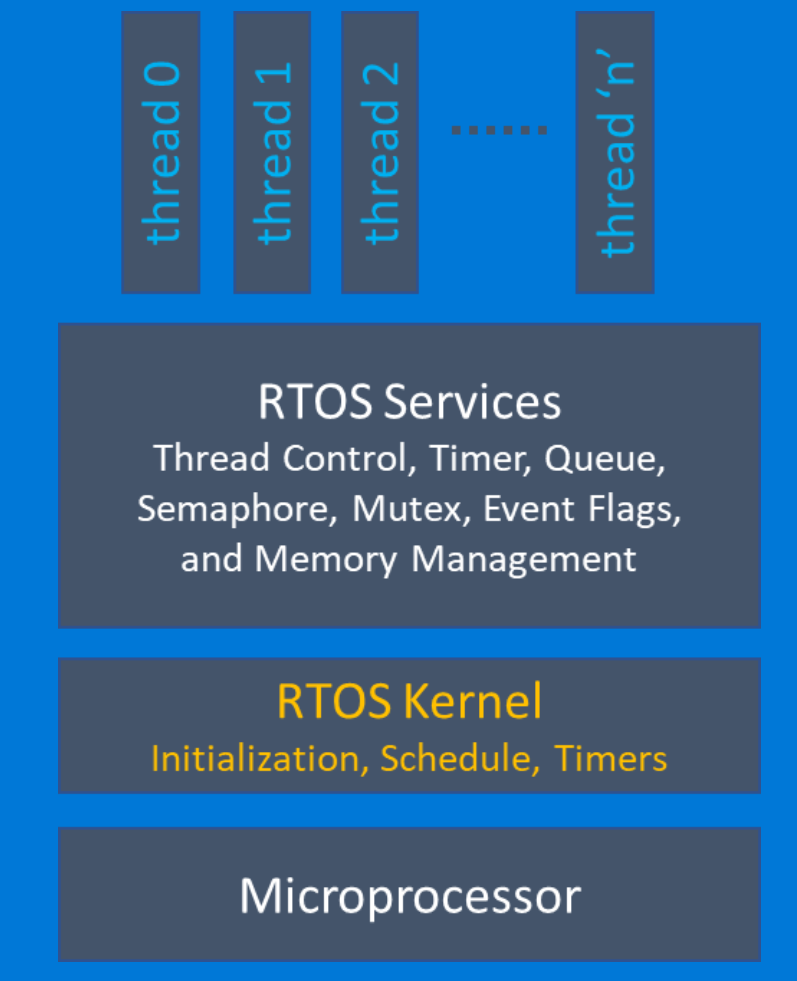 thread 0
thread 1
thread 2
......
thread ‘n’
RTOS Services
Thread Control, Timer, Queue,
Semaphore, Mutex, Event Flags,
and Memory Management
RTOS Kernel
Initialization, Schedule, Timers
Microprocessor